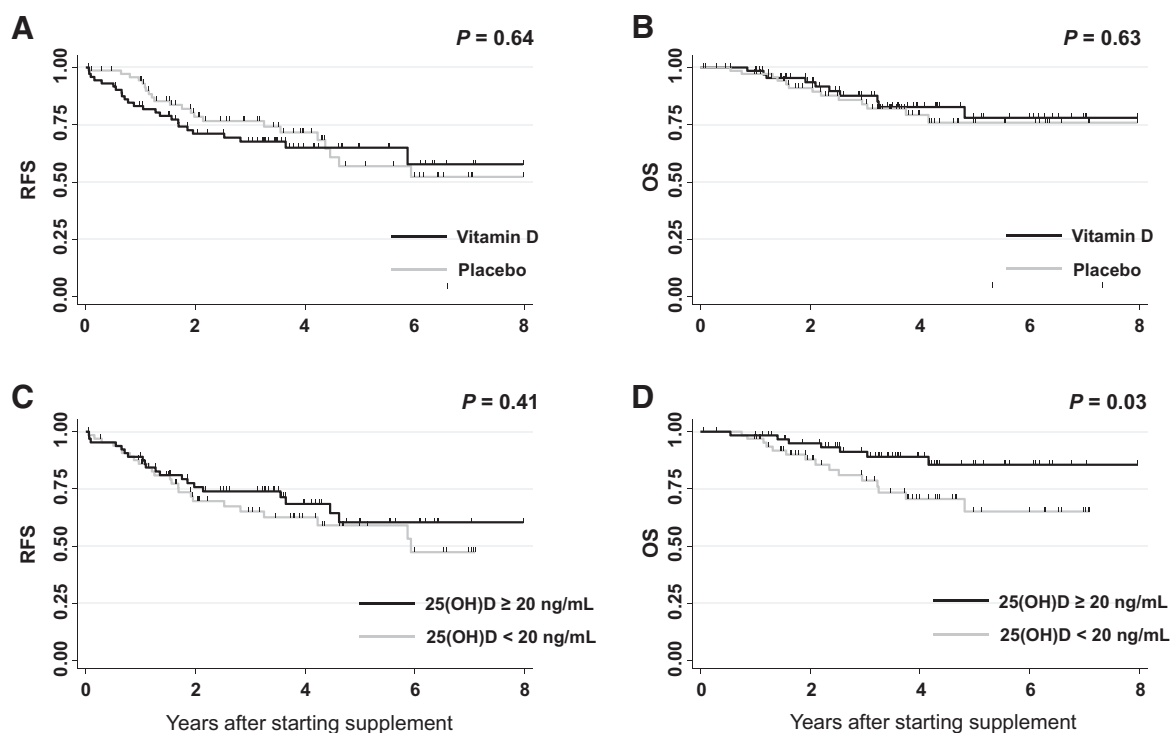 A
P = 0.64
1.00
0.75
0.50
0.25
0.00
RFS
Vitamin D
Placebo
0 2 4 6 8
B
P = 0.63
1.00
0.75
0.50
0.25
0.00
OS
Vitamin D
Placebo
0 2 4 6 8
C
P = 0.41
1.00
0.75
0.50
0.25
0.00
RFS
25(OH)D ≥ 20 ng/mL
25(OH)D < 20 ng/mL
0 2 4 6 8
Years after starting supplement
D
P = 0.03
1.00
0.75
0.50
0.25
0.00
OS
25(OH)D ≥ 20 ng/mL
25(OH)D < 20 ng/mL
0 2 4 6 8
Years after starting supplement